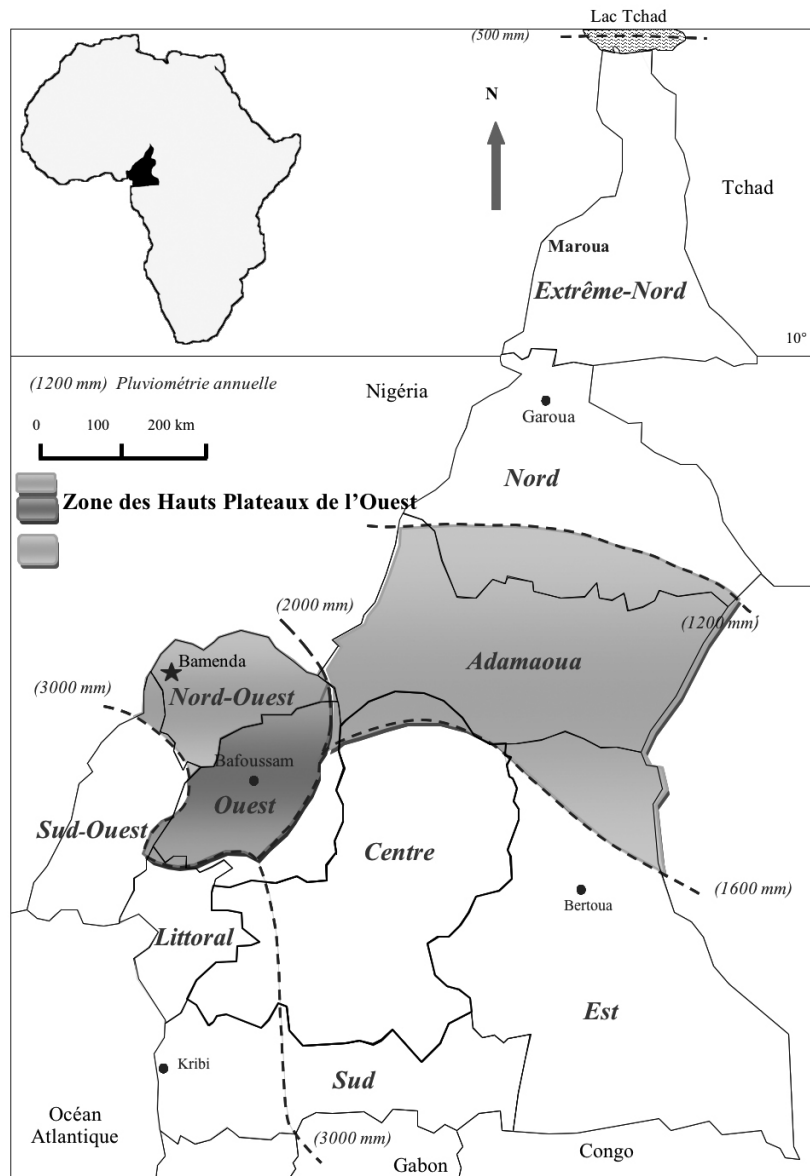 Lac Tchad
(500 mm)
N
Tchad
Maroua
Extrême-Nord
10°
(1200 mm) Pluviométrie annuelle
Nigéria
0 100 200 km
Garoua
Nord
Zone des Hauts Plateaux de l’Ouest
(2000 mm)
(1200 mm)
Bamenda
Adamaoua
(3000 mm)
Nord-Ouest
Bafoussam
Ouest
Sud-Ouest
Centre
(1600 mm)
Bertoua
Littoral
Est
Kribi
Sud
Océan
Atlantique
(3000 mm)
Congo
Gabon